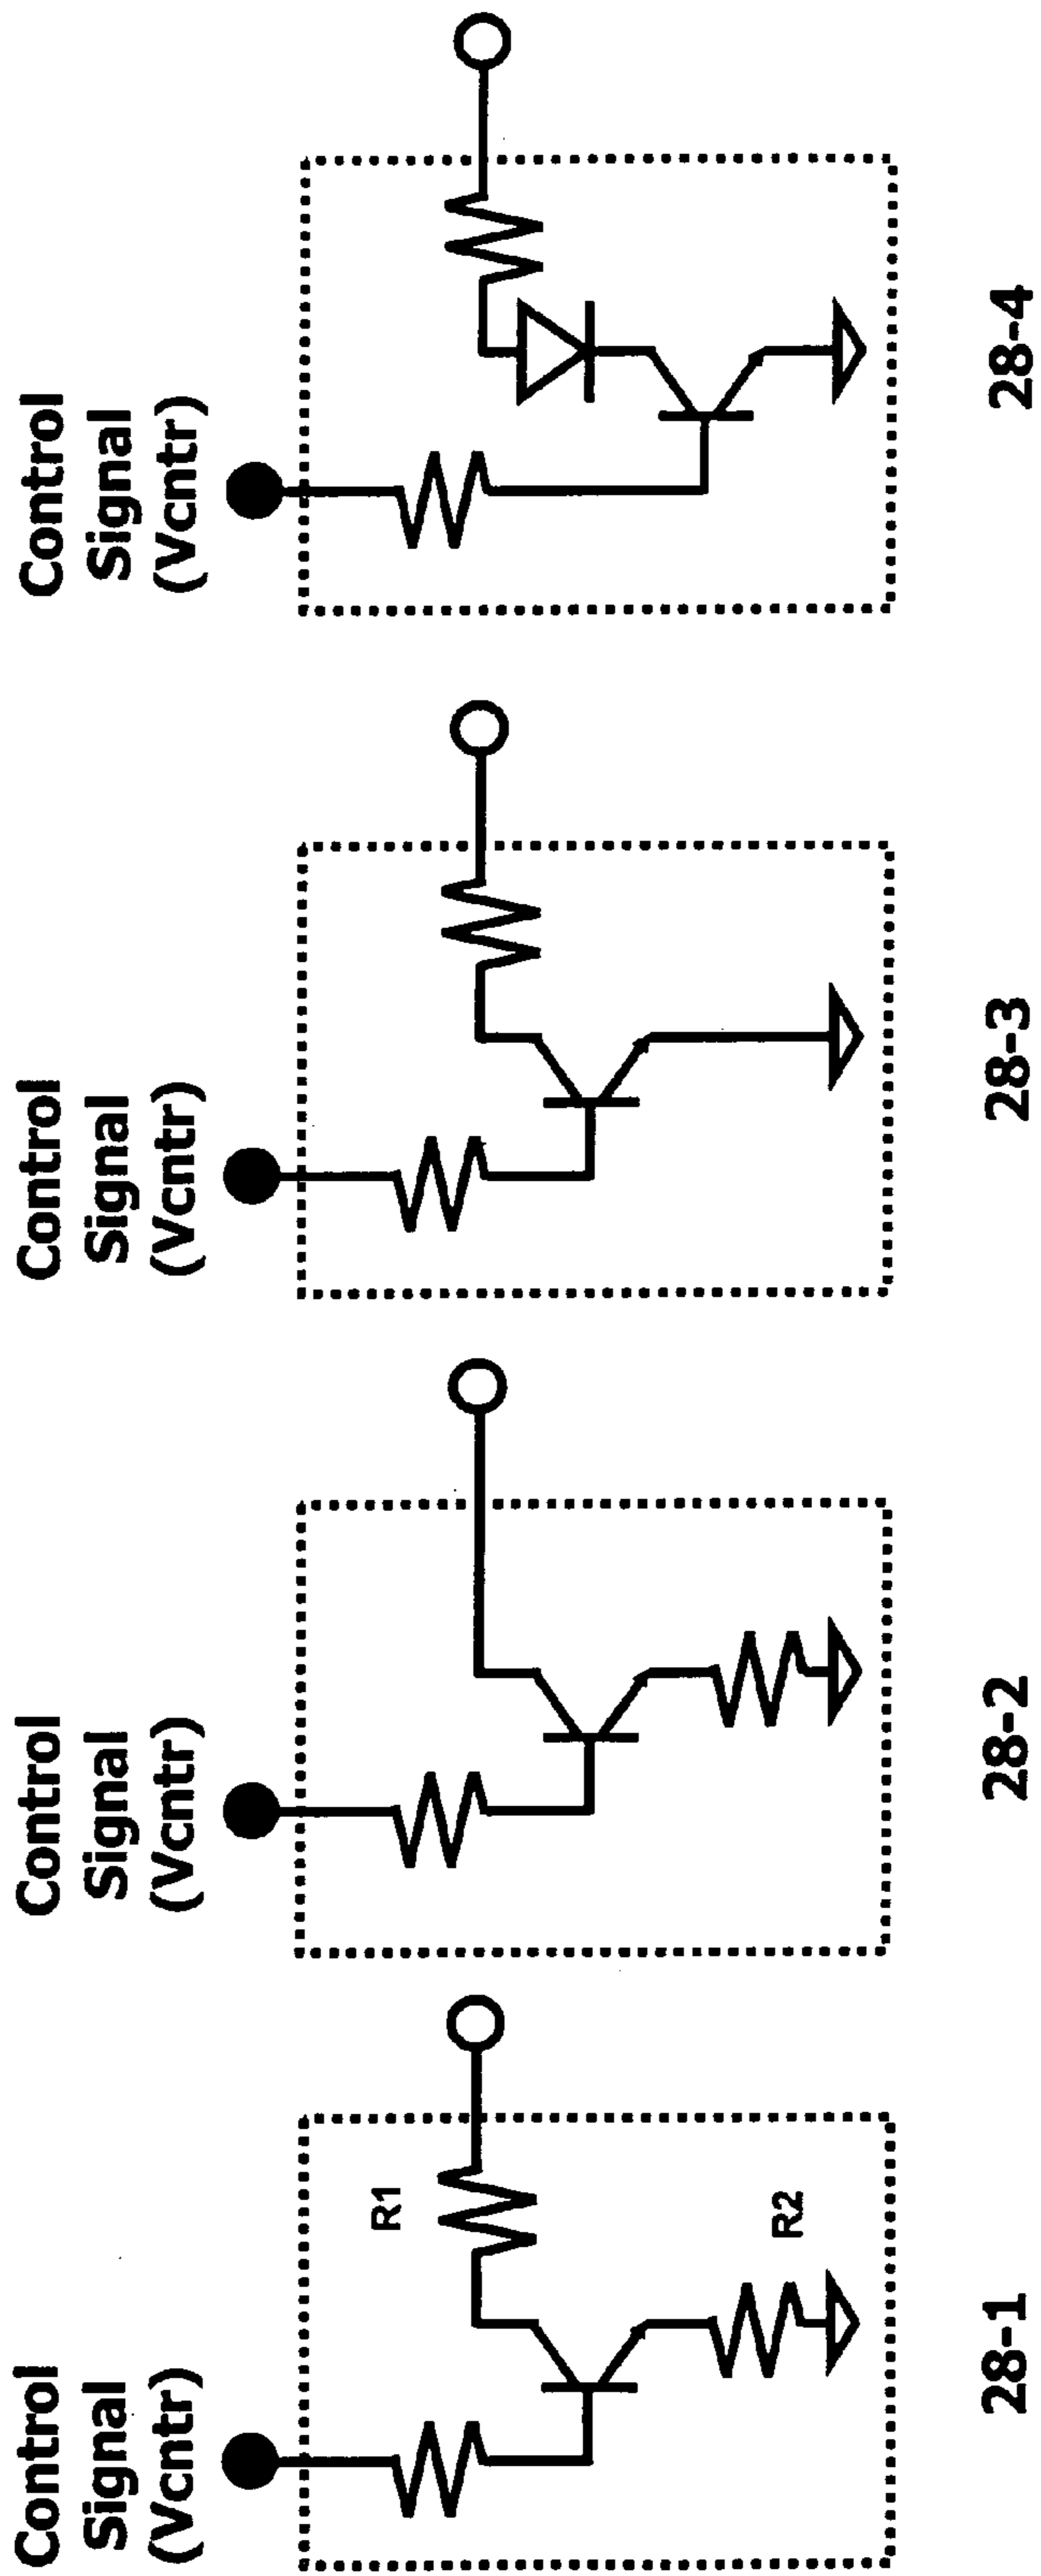 Control
Signal
(Vcntr)
R1
R2
28-1
Control
Signal
(Vcntr)
28-2
Control
Signal
(Vcntr)
28-3
Control
Signal
(Vcntr)
28-4